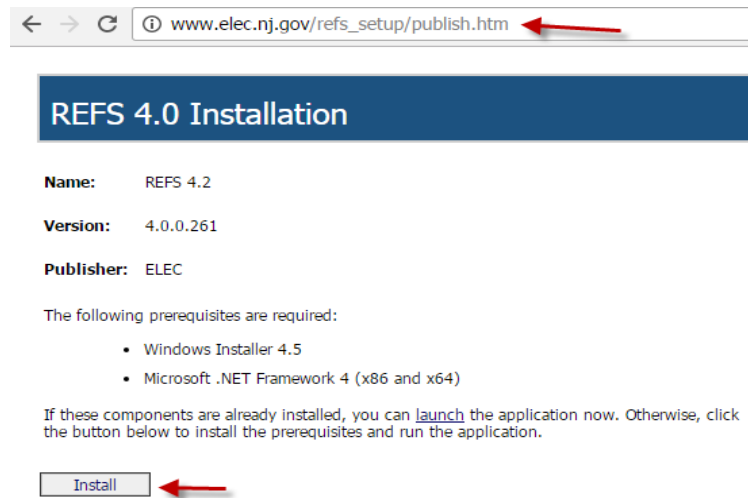 www.elec.nj.gov/refs_setup/publish.htm
REFS 4.0 Installation
Name: REFS 4.2
Version: 4.0.0.261
Publisher: ELEC
The following prerequisites are required:
• Windows Installer 4.5
• Microsoft .NET Framework 4 (x86 and x64)
If these components are already installed, you can launch the application now. Otherwise, click
the button below to install the prerequisites and run the application.
Install